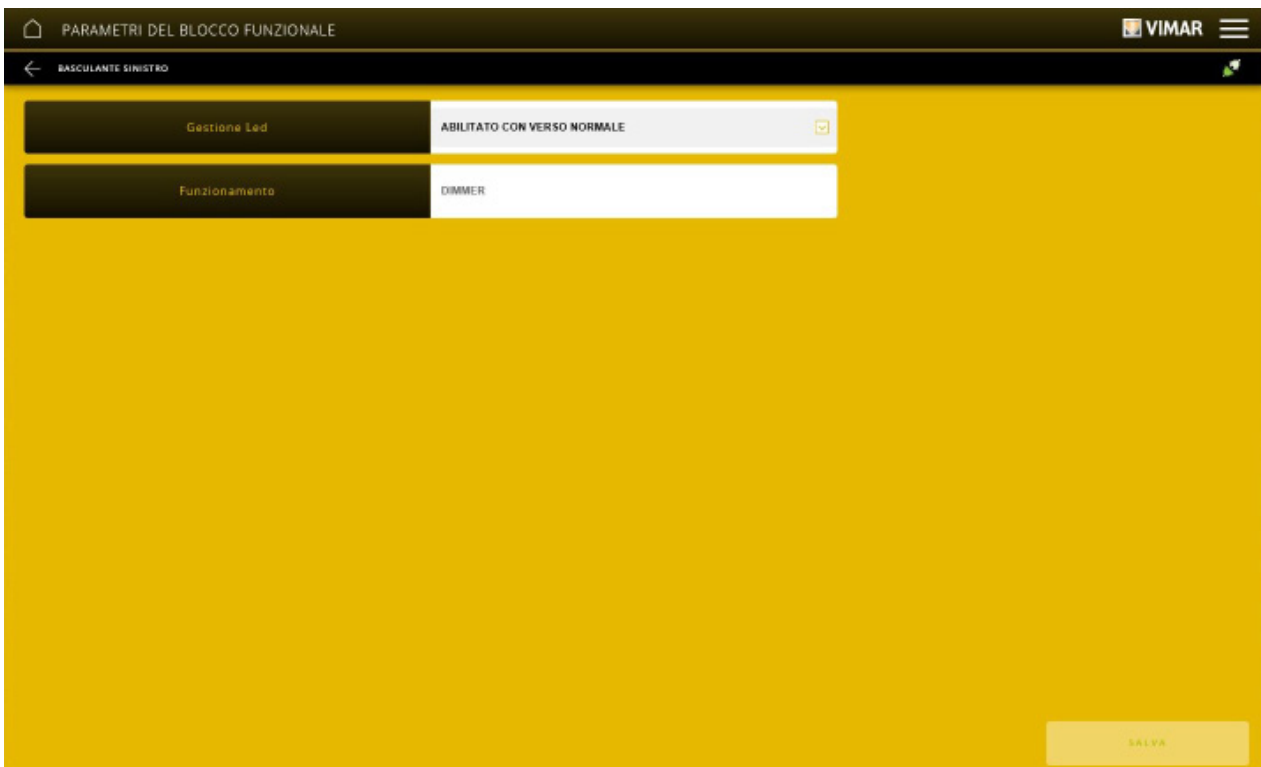 PARAMETRI DEL BLOCCO FUNZIONALE
VIMAR
BASCULANTE SINISTRO
Gestione Led
ABILITATO CON VERSO NORMALE
Funzionamento
DIMMER
SALVA